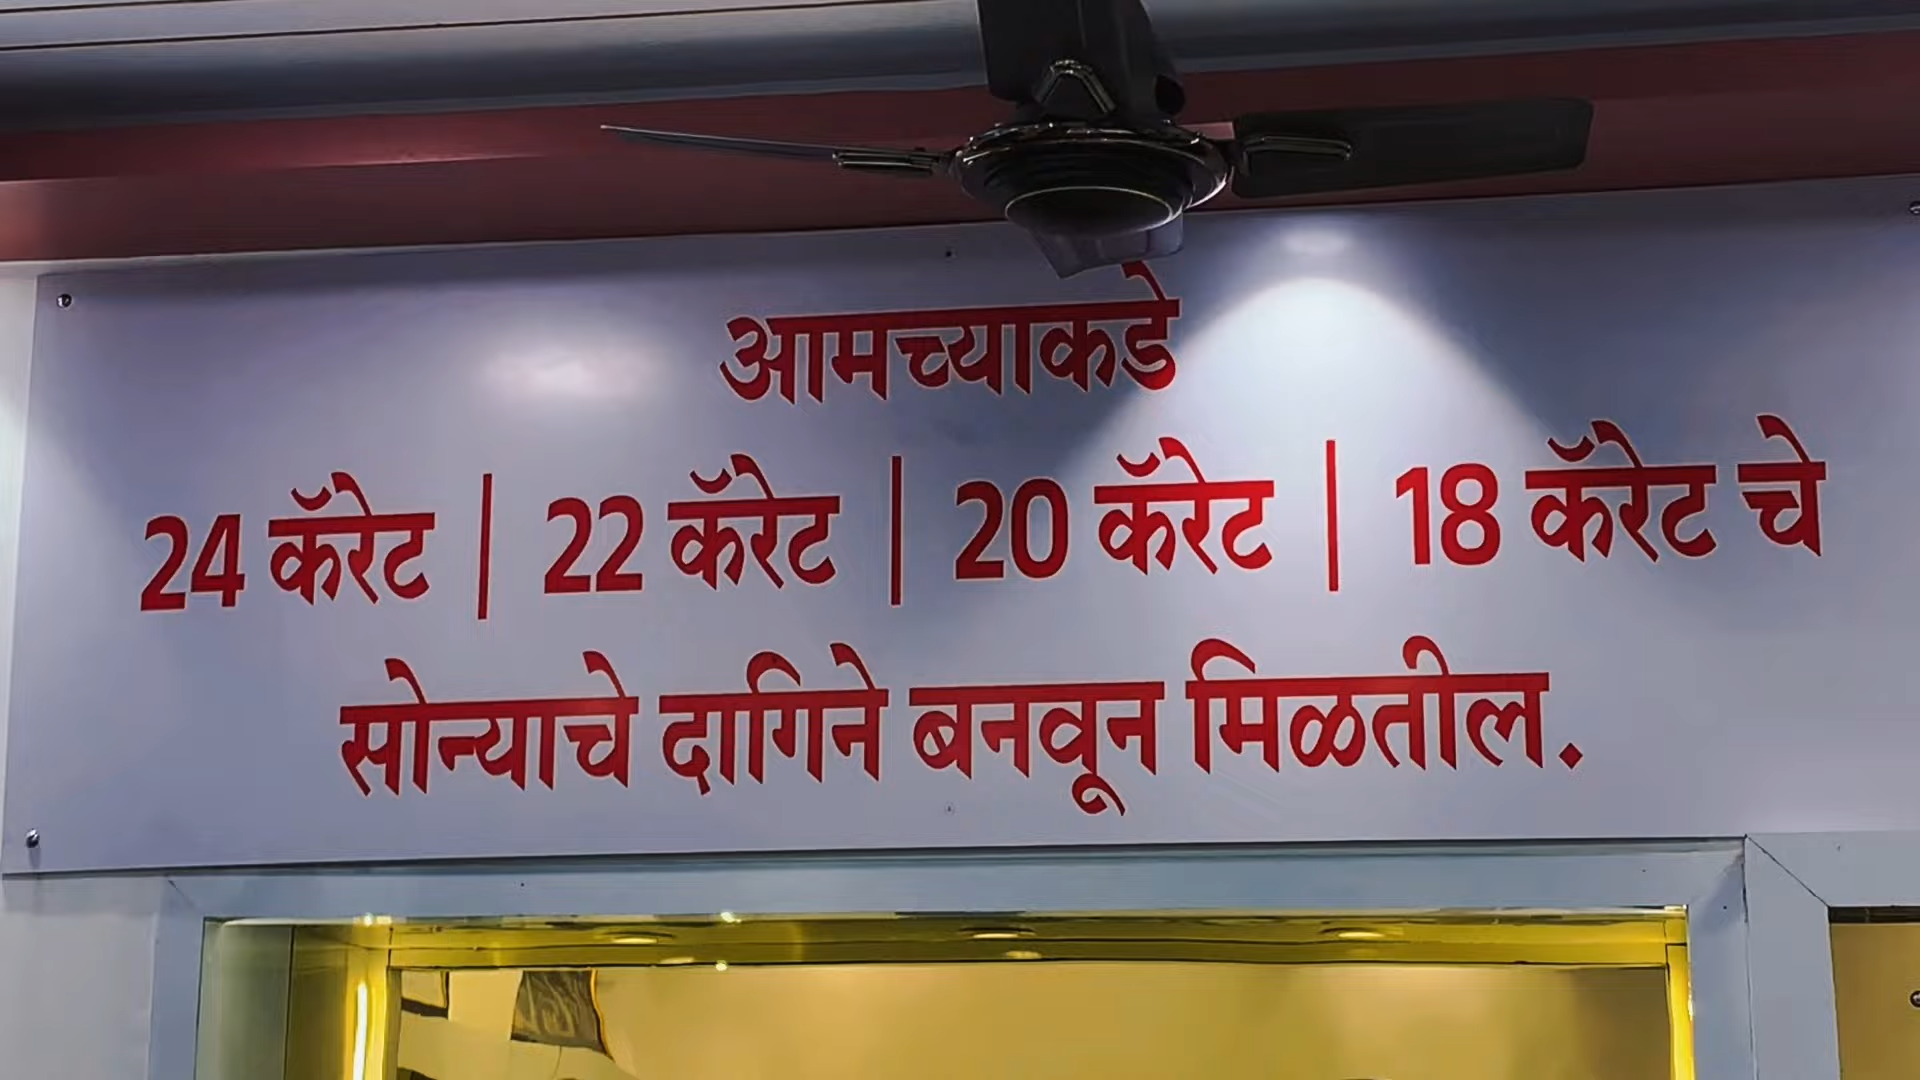 आमच्याकडे
24 कॅरेट | 22 कॅरेट | 20 कॅरेट | 18 कॅरेट चे
सोन्याचे दागिने बनवून मिळतील.